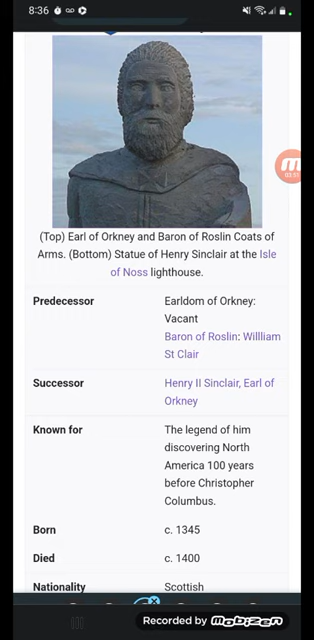 8:36
03:51
(Top) Earl of Orkney and Baron of Roslin Coats of
Arms. (Bottom) Statue of Henry Sinclair at the Isle
of Noss lighthouse.
Predecessor
Earldom of Orkney:
Vacant
Baron of Roslin: Willliam
St Clair
Successor
Henry II Sinclair, Earl of
Orkney
Known for
The legend of him
discovering North
America 100 years
before Christopher
Columbus.
Born
c. 1345
Died
c. 1400
Nationality
Scottish
Recorded by mobizen